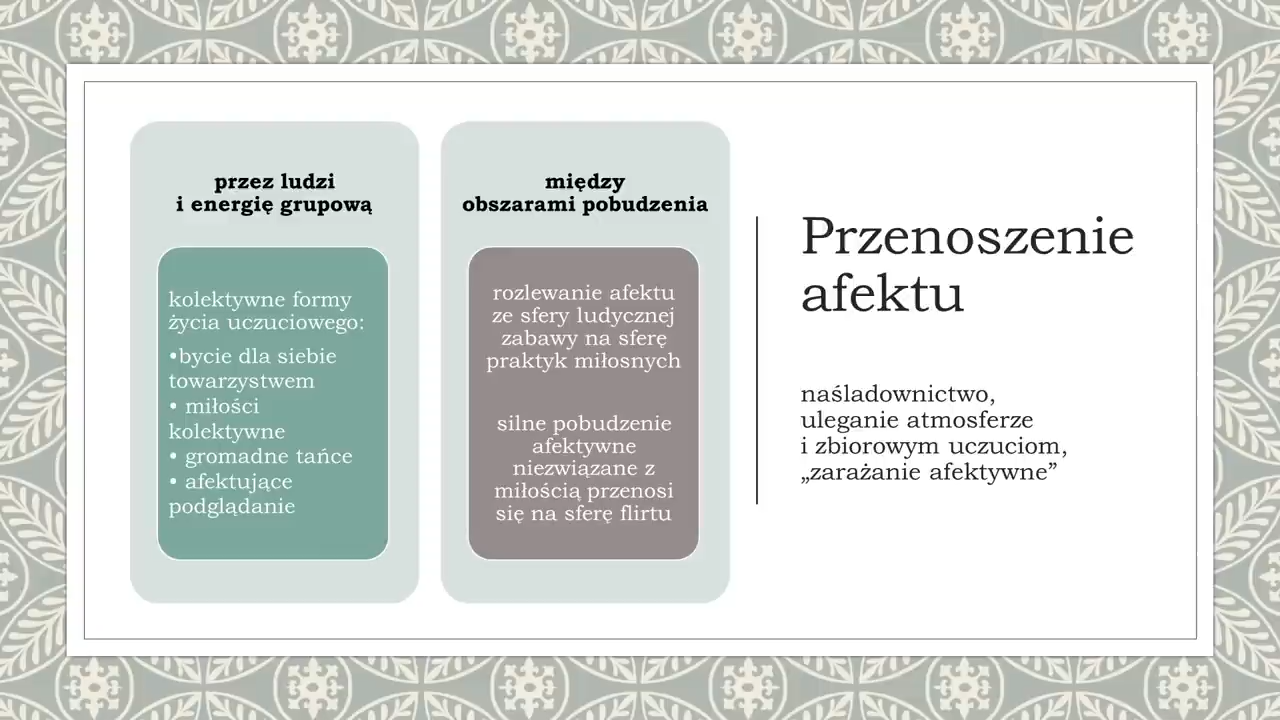 przez ludzi
i energię grupową
kolektywne formy
życia uczuciowego:
•bycie dla siebie
towarzystwem
• miłości
kolektywne
• gromadne tańce
• afektujące
podglądanie
między
obszarami pobudzenia
rozlewanie afektu
ze sfery ludycznej
zabawy na sferę
praktyk miłosnych
silne pobudzenie
afektywne
niezwiązane z
miłością przenosi
się na sferę flirtu
Przenoszenie
afektu
naśladownictwo,
uleganie atmosferze
i zbiorowym uczuciom,
„zarażanie afektywne”